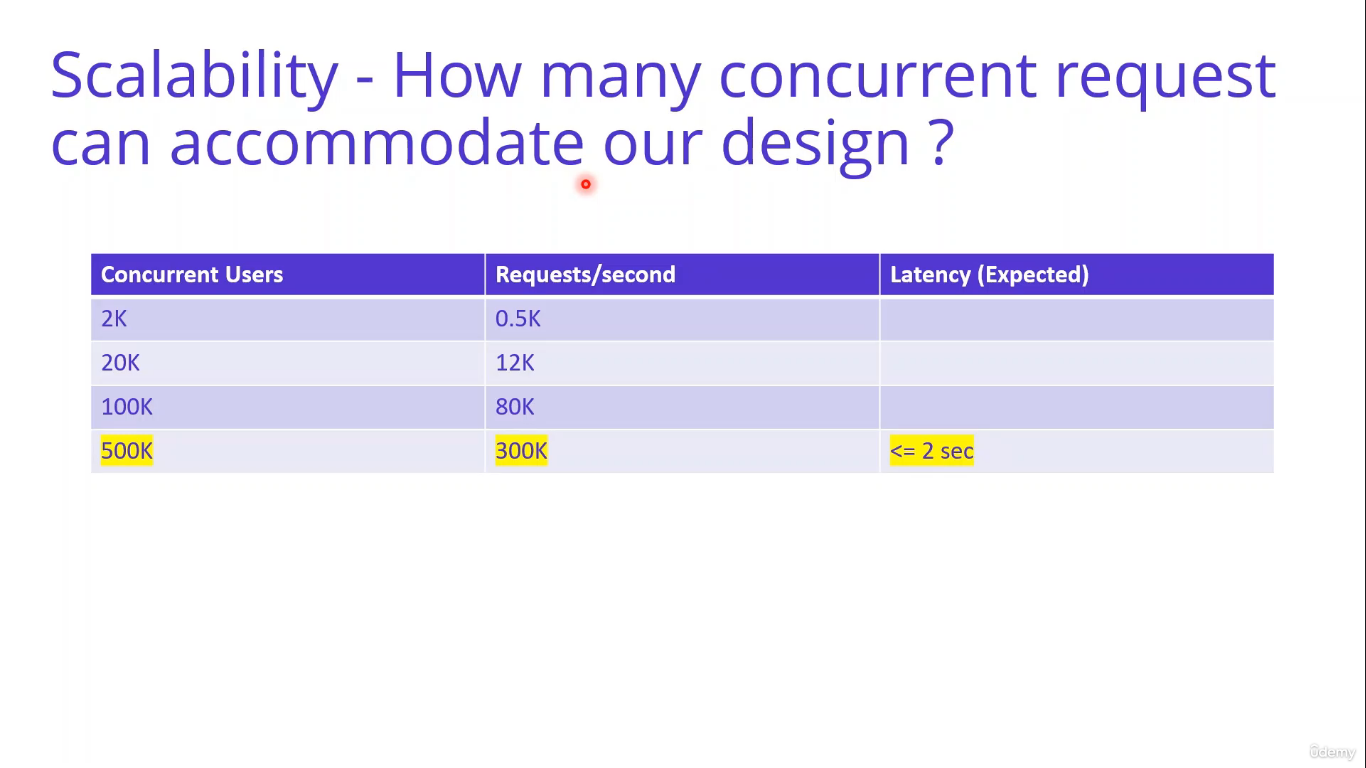 Scalability - How many concurrent request
can accommodate our design ?
Concurrent Users Requests/second Latency (Expected)
2K 0.5K
20K 12K
100K 80K
500K 300K <= 2 sec
ûdemy